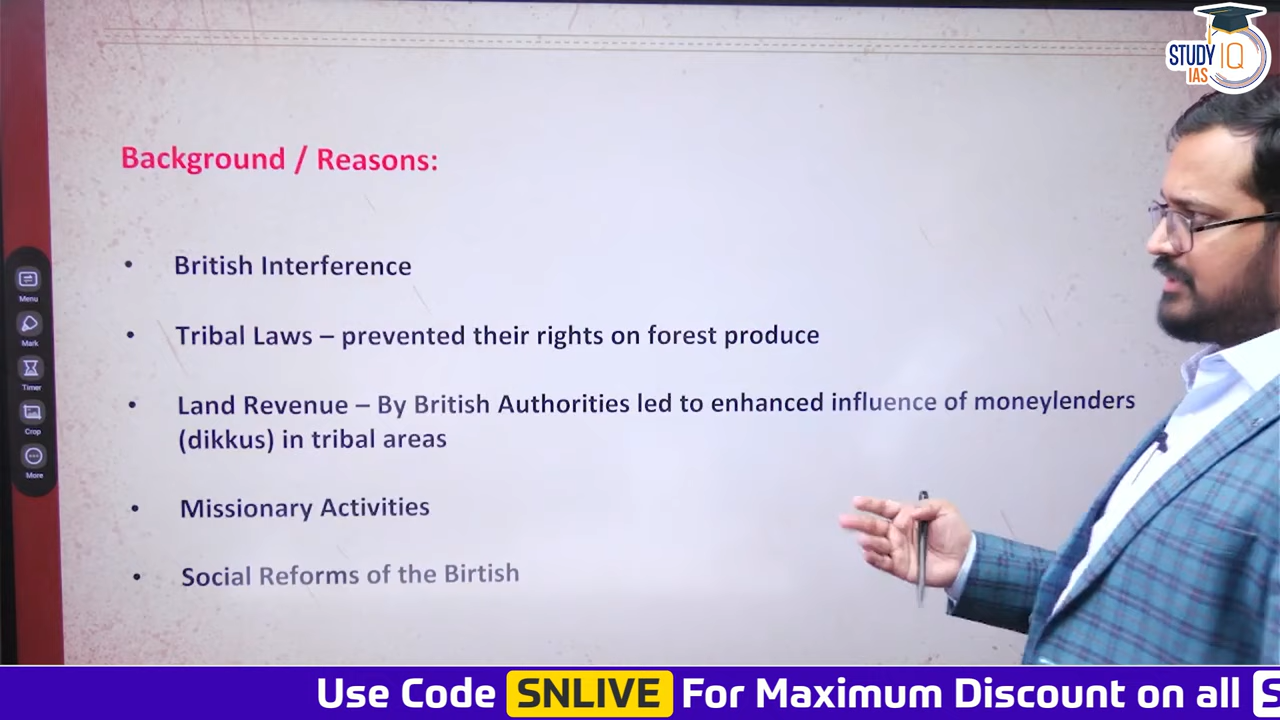 STUDY IQ
IAS
Background / Reasons:
• British Interference
• Tribal Laws – prevented their rights on forest produce
• Land Revenue – By British Authorities led to enhanced influence of moneylenders
(dikkus) in tribal areas
• Missionary Activities
• Social Reforms of the Birtish
Menu
Mark
Timer
Crop
More
Use Code SNLIVE For Maximum Discount on all S